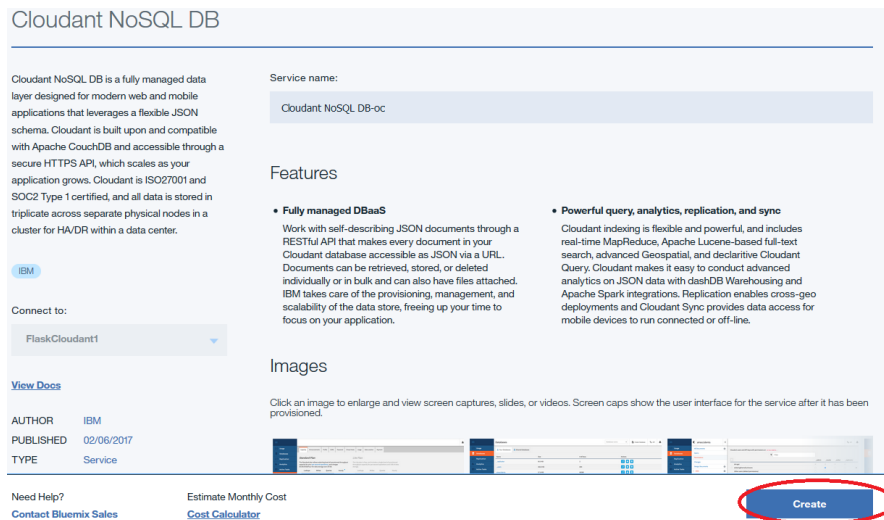 Cloudant NoSQL DB
Cloudant NoSQL DB is a fully managed data
layer designed for modern web and mobile
applications that leverages a flexible JSON
schema. Cloudant is built upon and compatible
with Apache CouchDB and accessible through a
secure HTTPS API, which scales as your
application grows. Cloudant is ISO27001 and
SOC2 Type 1 certified, and all data is stored in
triplicate across separate physical nodes in a
cluster for HA/DR within a data center.
IBM
Connect to:
FlaskCloudant1
View Docs
AUTHOR IBM
PUBLISHED 02/06/2017
TYPE Service
Service name:
Cloudant NoSQL DB-oc
Features
• Fully managed DBaaS
Work with self-describing JSON documents through a
RESTful API that makes every document in your
Cloudant database accessible as JSON via a URL.
Documents can be retrieved, stored, or deleted
individually or in bulk and can also have files attached.
IBM takes care of the provisioning, management, and
scalability of the data store, freeing up your time to
focus on your application.
• Powerful query, analytics, replication, and sync
Cloudant indexing is flexible and powerful, and includes
real-time MapReduce, Apache Lucene-based full-text
search, advanced Geospatial, and declaritive Cloudant
Query. Cloudant makes it easy to conduct advanced
analytics on JSON data with dashDB Warehousing and
Apache Spark integrations. Replication enables cross-geo
deployments and Cloudant Sync provides data access for
mobile devices to run connected or off-line.
Images
Click an image to enlarge and view screen captures, slides, or videos. Screen caps show the user interface for the service after it has been
provisioned.
Need Help?
Contact Bluemix Sales
Estimate Monthly Cost
Cost Calculator
Create